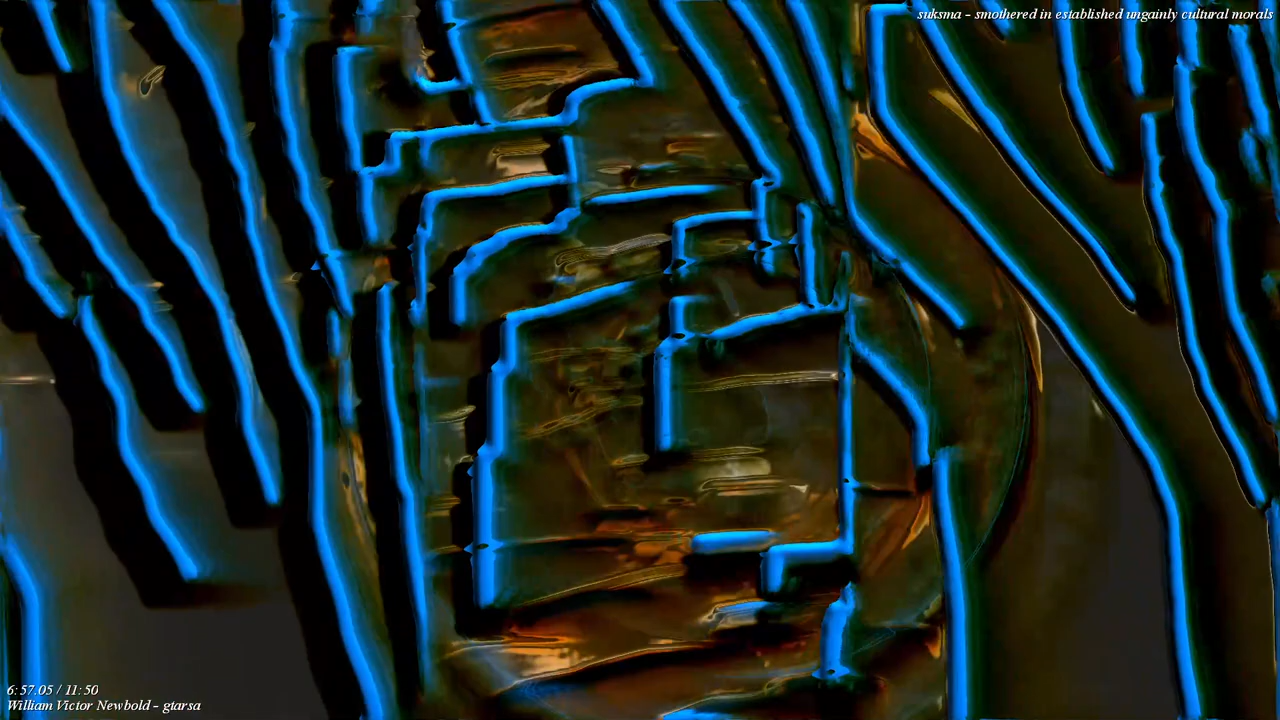 suksma - smothered in established ungainly cultural morals
6:57.05 / 11:50
William Victor Newbold - gtarsa